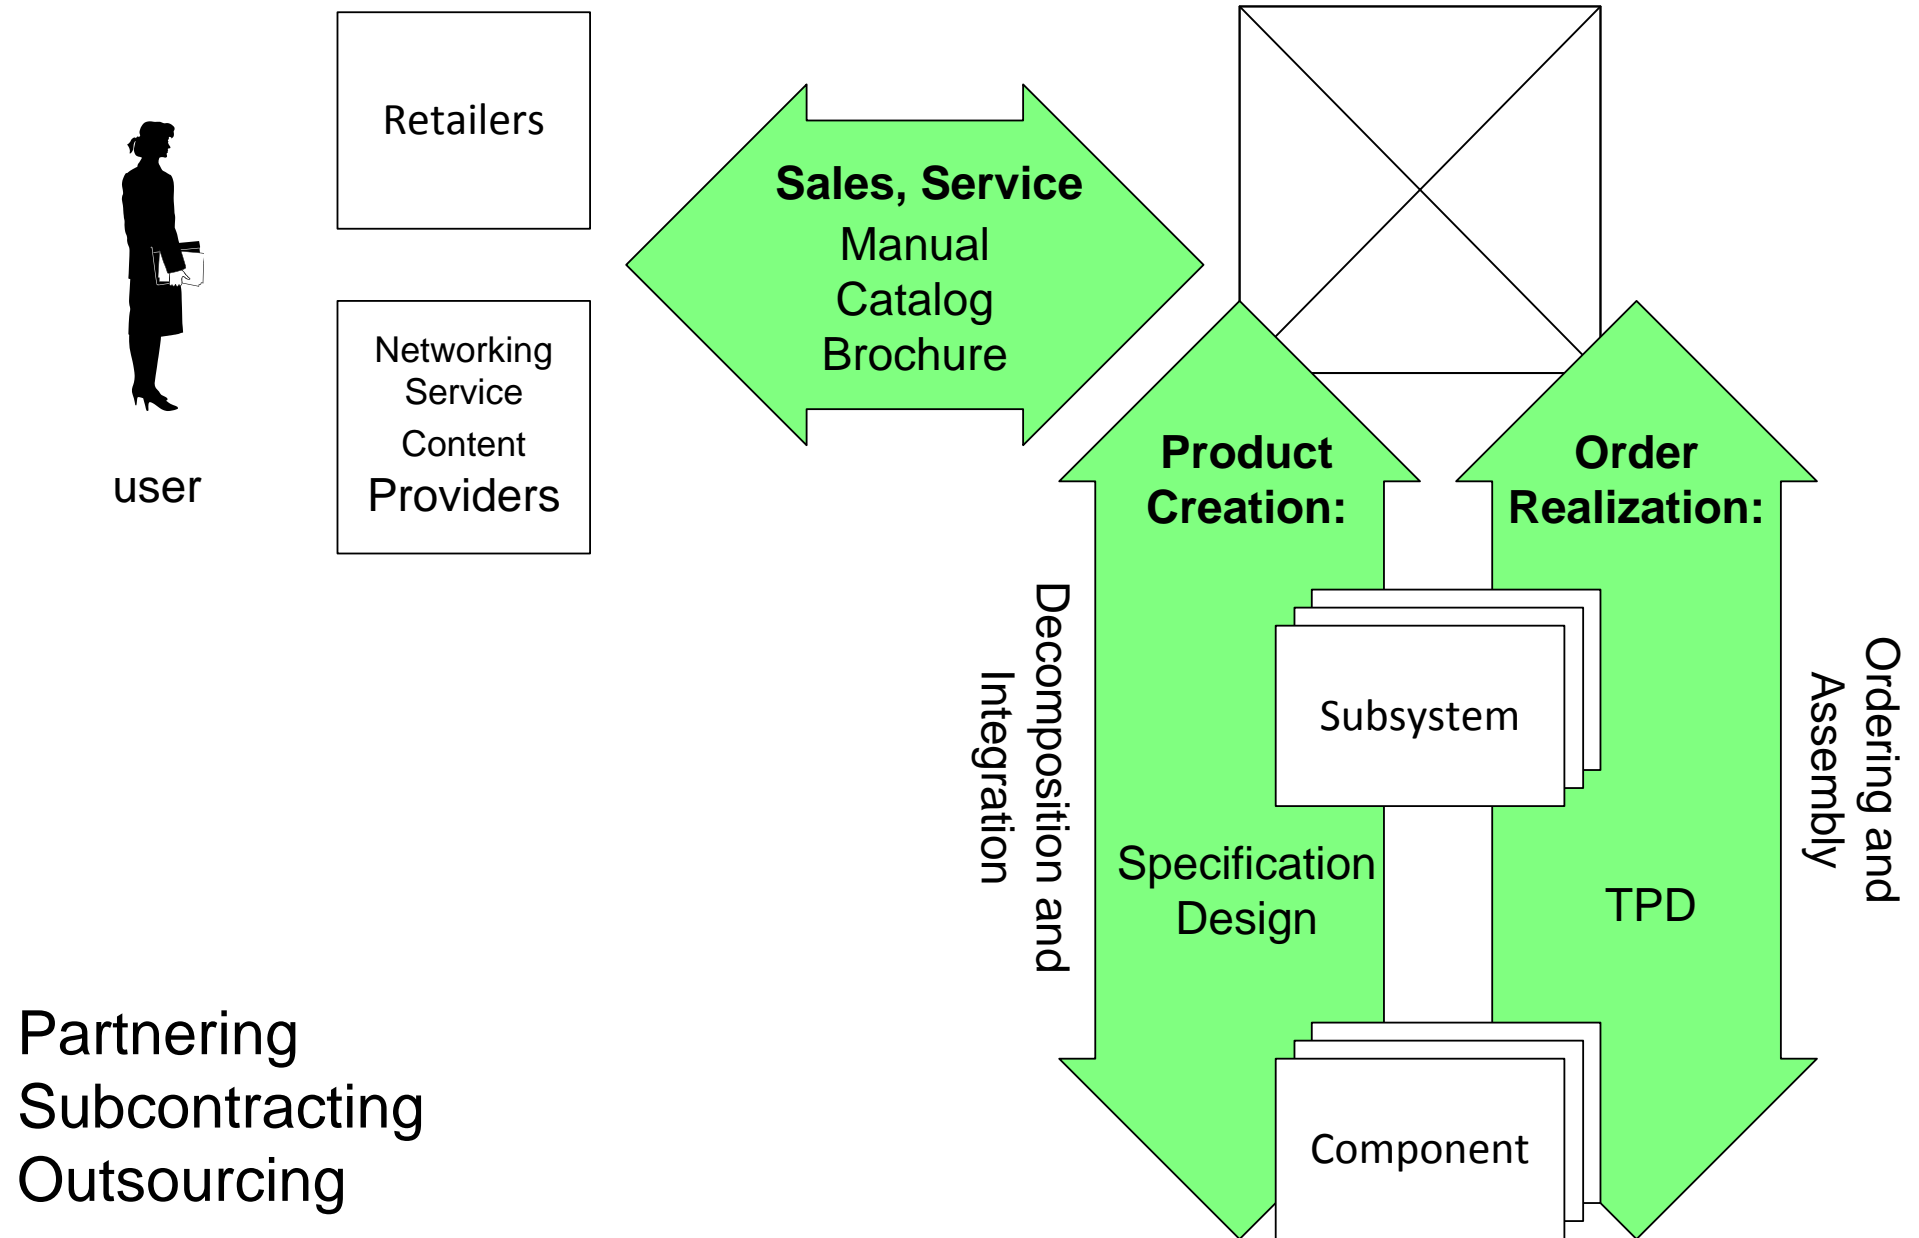 user
Retailers
Networking
Service
Content
Providers
Sales, Service
Manual
Catalog
Brochure
Product
Creation:
Order
Realization:
Decomposition and
Integration
Ordering and
Assembly
Subsystem
Specification
Design
TPD
Component
Partnering
Subcontracting
Outsourcing